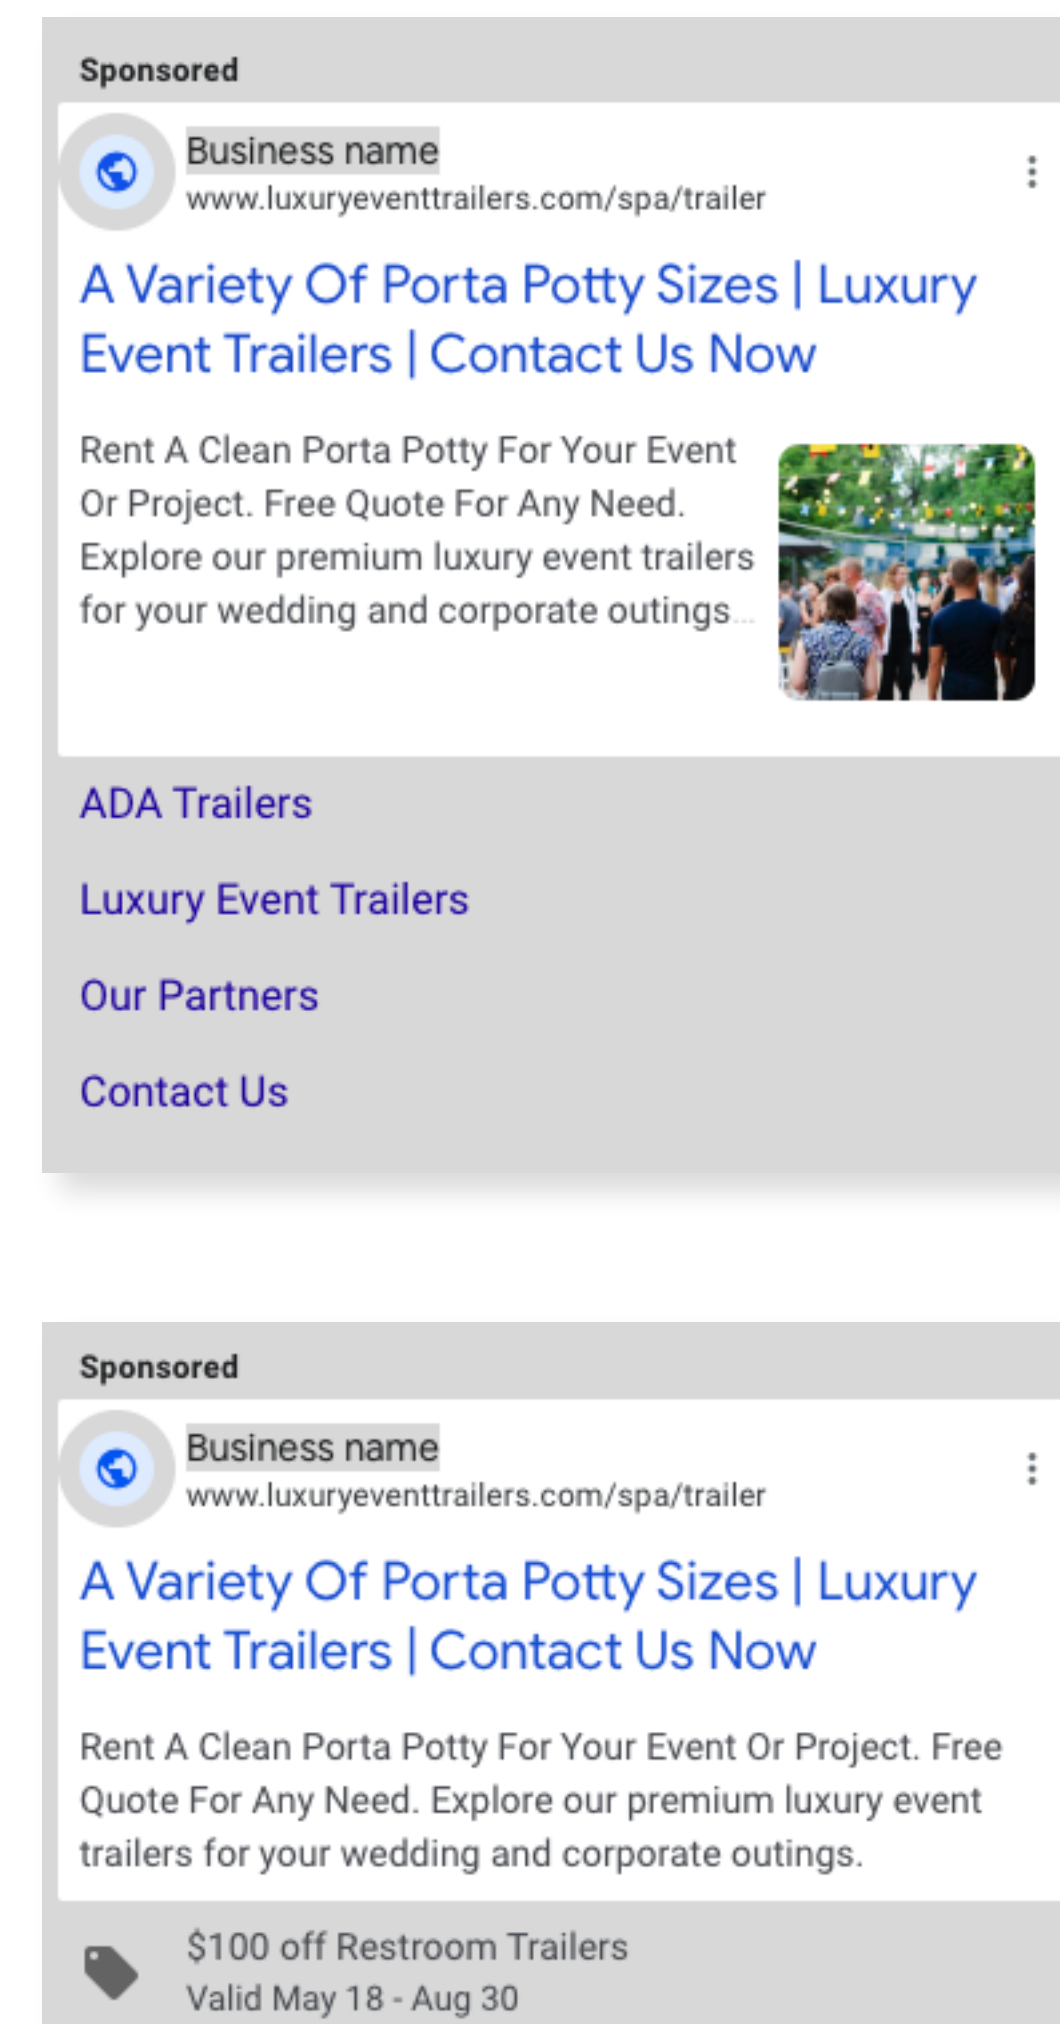 Sponsored
Business name
www.luxuryeventtrailers.com/spa/trailer
A Variety Of Porta Potty Sizes | Luxury
Event Trailers | Contact Us Now
Rent A Clean Porta Potty For Your Event
Or Project. Free Quote For Any Need.
Explore our premium luxury event trailers
for your wedding and corporate outings...
ADA Trailers
Luxury Event Trailers
Our Partners
Contact Us
Sponsored
Business name
www.luxuryeventtrailers.com/spa/trailer
A Variety Of Porta Potty Sizes | Luxury
Event Trailers | Contact Us Now
Rent A Clean Porta Potty For Your Event Or Project. Free
Quote For Any Need. Explore our premium luxury event
trailers for your wedding and corporate outings.
$100 off Restroom Trailers
Valid May 18 - Aug 30